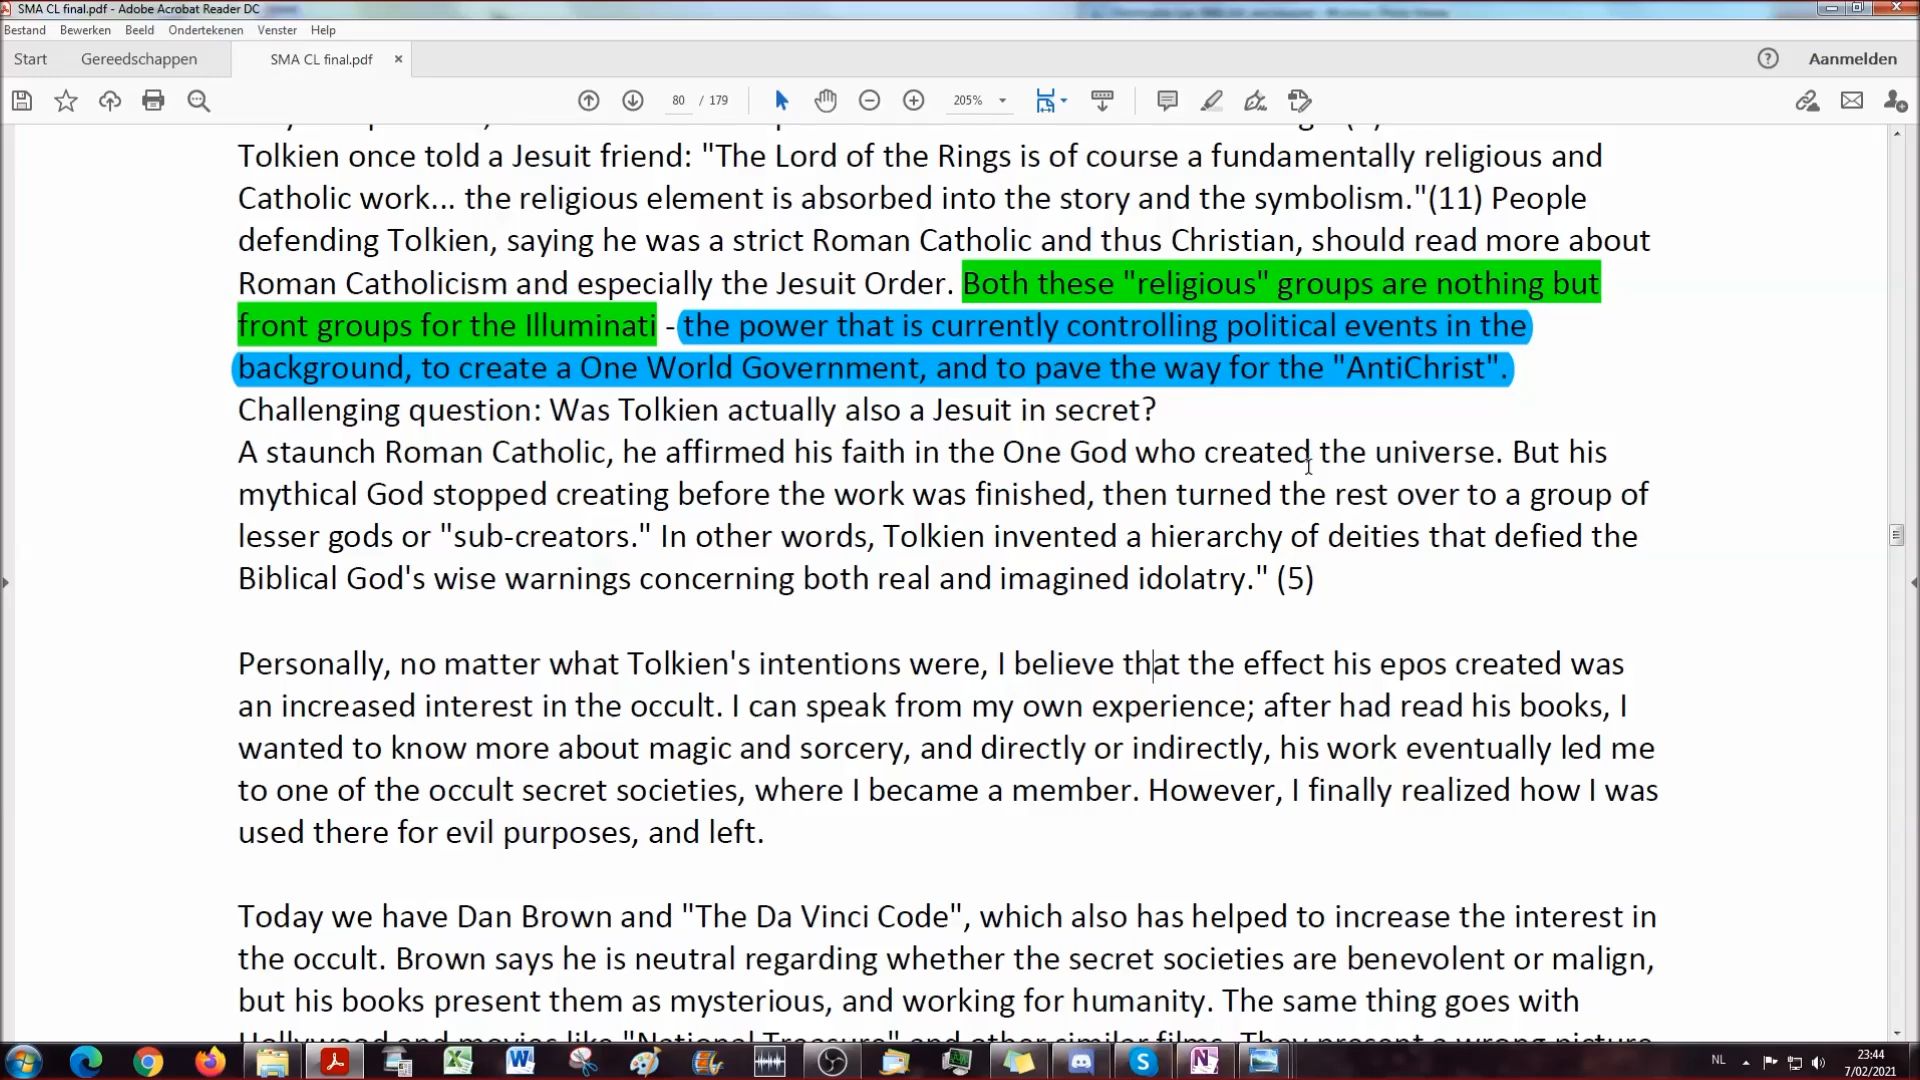 SMA CL final.pdf - Adobe Acrobat Reader DC
Bestand Bewerken Beeld Ondertekenen Venster Help
Start Gereedschappen SMA CL final.pdf × Aanmelden
80 / 179 205%
Tolkien once told a Jesuit friend: "The Lord of the Rings is of course a fundamentally religious and
Catholic work... the religious element is absorbed into the story and the symbolism."(11) People
defending Tolkien, saying he was a strict Roman Catholic and thus Christian, should read more about
Roman Catholicism and especially the Jesuit Order. Both these "religious" groups are nothing but
front groups for the Illuminati - the power that is currently controlling political events in the
background, to create a One World Government, and to pave the way for the "AntiChrist".
Challenging question: Was Tolkien actually also a Jesuit in secret?
A staunch Roman Catholic, he affirmed his faith in the One God who created the universe. But his
mythical God stopped creating before the work was finished, then turned the rest over to a group of
lesser gods or "sub-creators." In other words, Tolkien invented a hierarchy of deities that defied the
Biblical God's wise warnings concerning both real and imagined idolatry." (5)
Personally, no matter what Tolkien's intentions were, I believe that the effect his epos created was
an increased interest in the occult. I can speak from my own experience; after had read his books, I
wanted to know more about magic and sorcery, and directly or indirectly, his work eventually led me
to one of the occult secret societies, where I became a member. However, I finally realized how I was
used there for evil purposes, and left.
Today we have Dan Brown and "The Da Vinci Code", which also has helped to increase the interest in
the occult. Brown says he is neutral regarding whether the secret societies are benevolent or malign,
but his books present them as mysterious, and working for humanity. The same thing goes with
Hollywood and movies like "National Treasure" and other similar films. They present a wrong picture
NL 23:44
7/02/2021